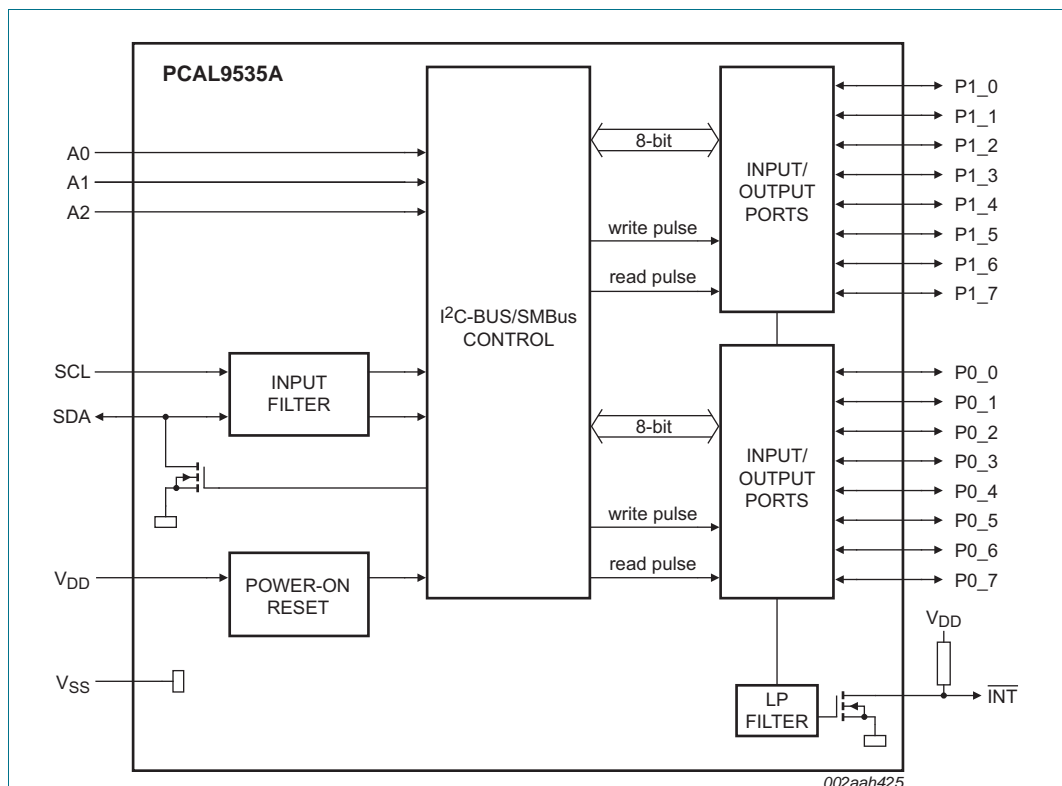 PCAL9535A
A0
A1
A2
SCL
SDA
VDD
VSS
INPUT
FILTER
POWER-ON
RESET
I2C-BUS/SMBus
CONTROL
8-bit
write pulse
read pulse
INPUT/
OUTPUT
PORTS
P1_0
P1_1
P1_2
P1_3
P1_4
P1_5
P1_6
P1_7
8-bit
write pulse
read pulse
INPUT/
OUTPUT
PORTS
P0_0
P0_1
P0_2
P0_3
P0_4
P0_5
P0_6
P0_7
VDD
LP
FILTER
INT
002aah425